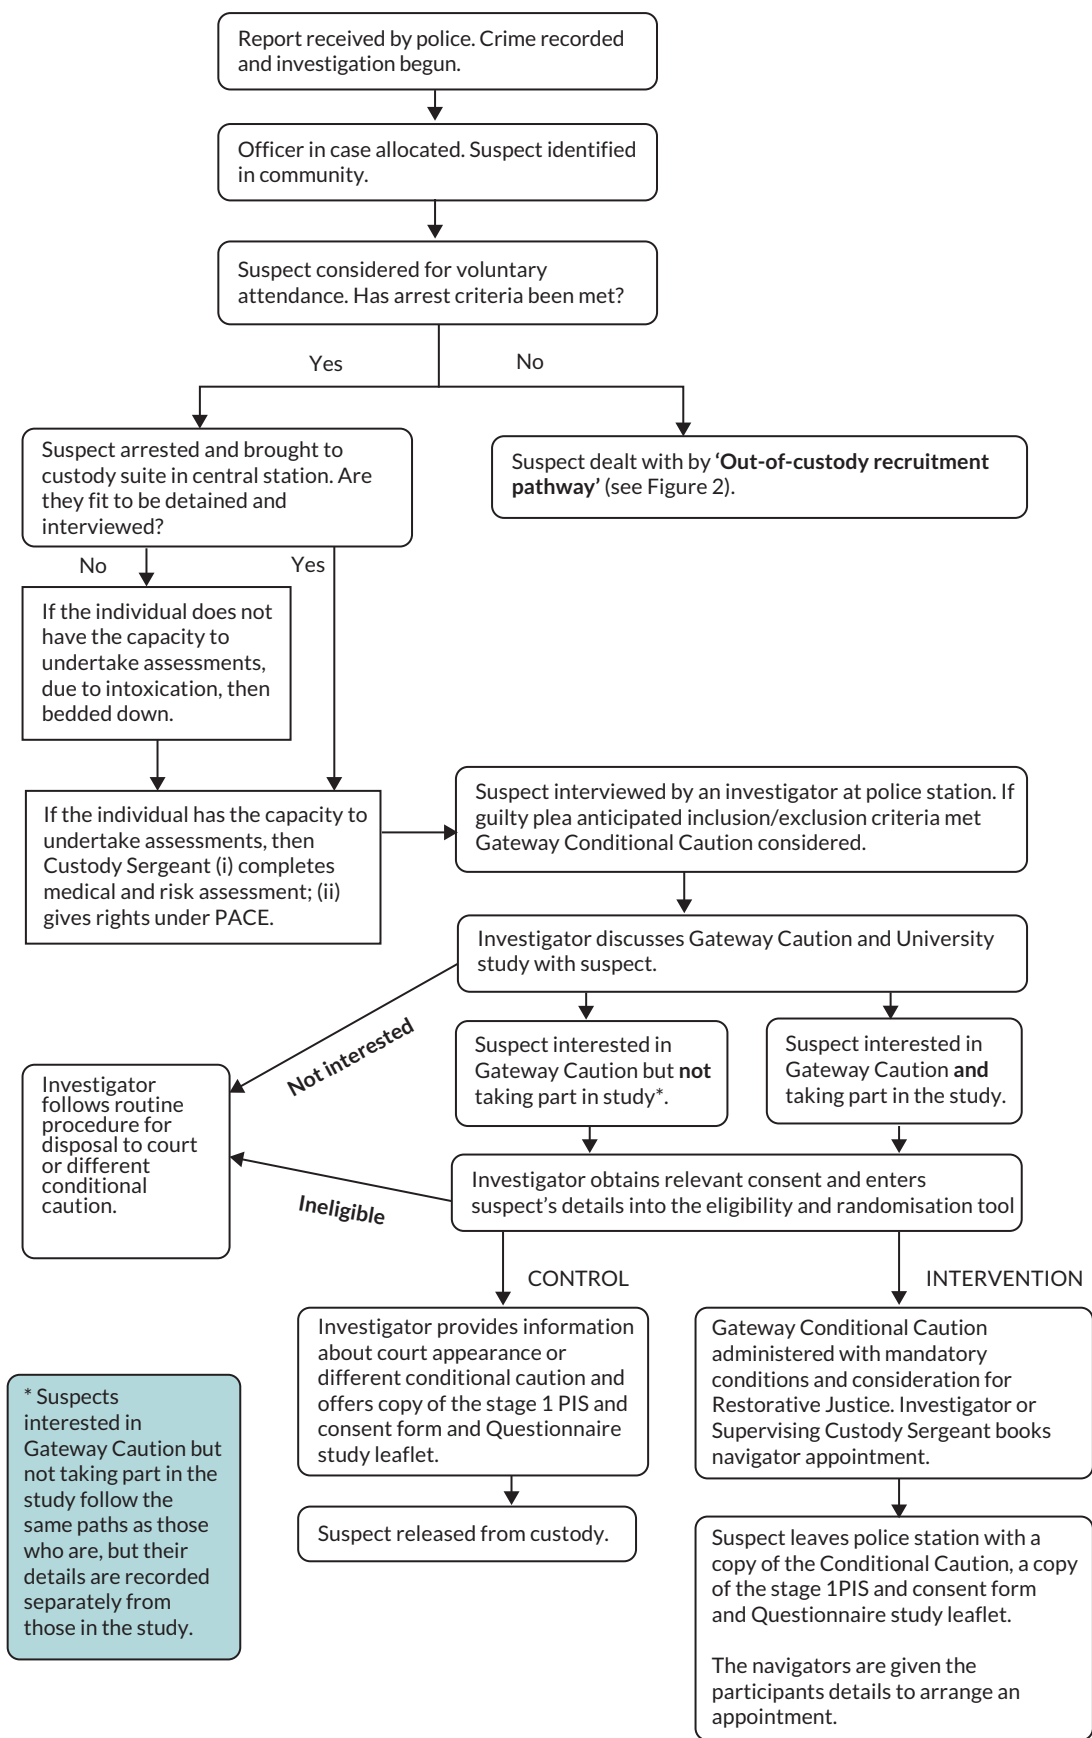 Report received by police. Crime recorded
and investigation begun.
Officer in case allocated. Suspect identified
in community.
Suspect considered for voluntary
attendance. Has arrest criteria been met?
Yes
No
Suspect arrested and brought to
custody suite in central station. Are
they fit to be detained and
interviewed?
Suspect dealt with by ‘Out-of-custody recruitment
pathway’ (see Figure 2).
No
Yes
If the individual does not
have the capacity to
undertake assessments,
due to intoxication, then
bedded down.
If the individual has the capacity to
undertake assessments, then
Custody Sergeant (i) completes
medical and risk assessment; (ii)
gives rights under PACE.
Suspect interviewed by an investigator at police station. If
guilty plea anticipated inclusion/exclusion criteria met
Gateway Conditional Caution considered.
Investigator discusses Gateway Caution and University
study with suspect.
Not interested
Suspect interested in
Gateway Caution but not
taking part in study*.
Suspect interested in
Gateway Caution and
taking part in the study.
Investigator
follows routine
procedure for
disposal to court
or different
conditional
caution.
Investigator obtains relevant consent and enters
suspect’s details into the eligibility and randomisation tool
Ineligible
CONTROL
INTERVENTION
Investigator provides information
about court appearance or
different conditional caution and
offers copy of the stage 1 PIS and
consent form and Questionnaire
study leaflet.
Gateway Conditional Caution
administered with mandatory
conditions and consideration for
Restorative Justice. Investigator or
Supervising Custody Sergeant books
navigator appointment.
* Suspects
interested in
Gateway Caution but
not taking part in the
study follow the
same paths as those
who are, but their
details are recorded
separately from
those in the study.
Suspect released from custody.
Suspect leaves police station with a
copy of the Conditional Caution, a copy
of the stage 1PIS and consent form
and Questionnaire study leaflet.
The navigators are given the
participants details to arrange an
appointment.